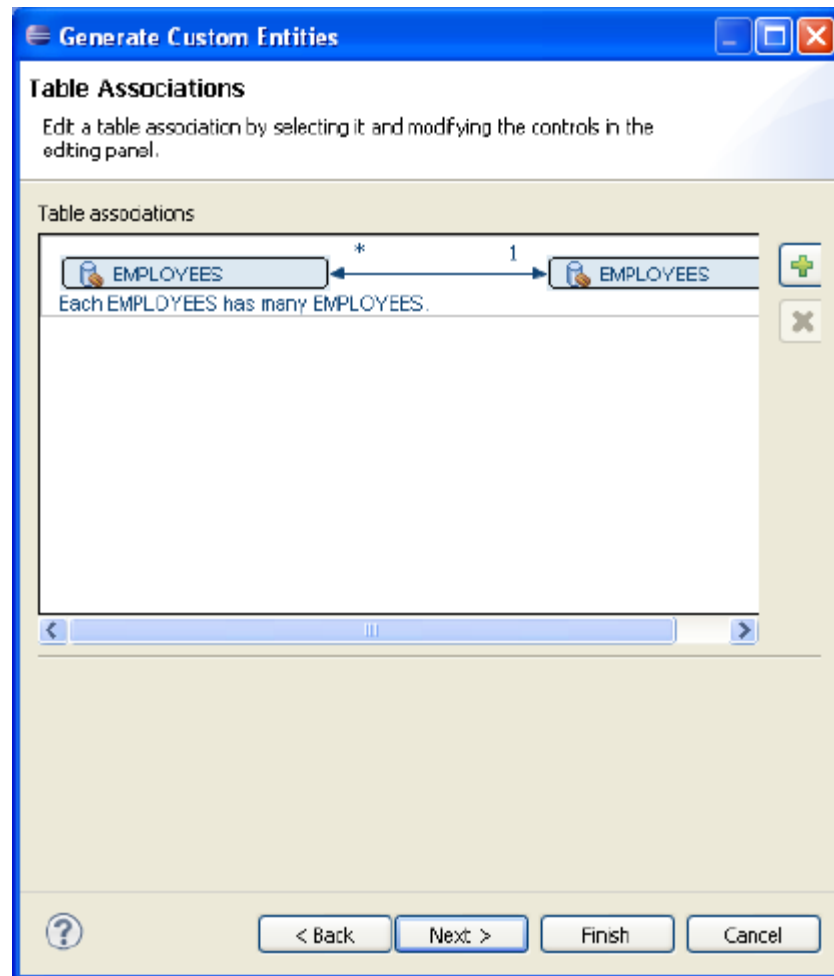 Generate Custom Entities
Table Associations
Edit a table association by selecting it and modifying the controls in the
editing panel.
Table associations
* 1
EMPLOYEES EMPLOYEES
Each EMPLOYEES has many EMPLOYEES.
? < Back Next > Finish Cancel